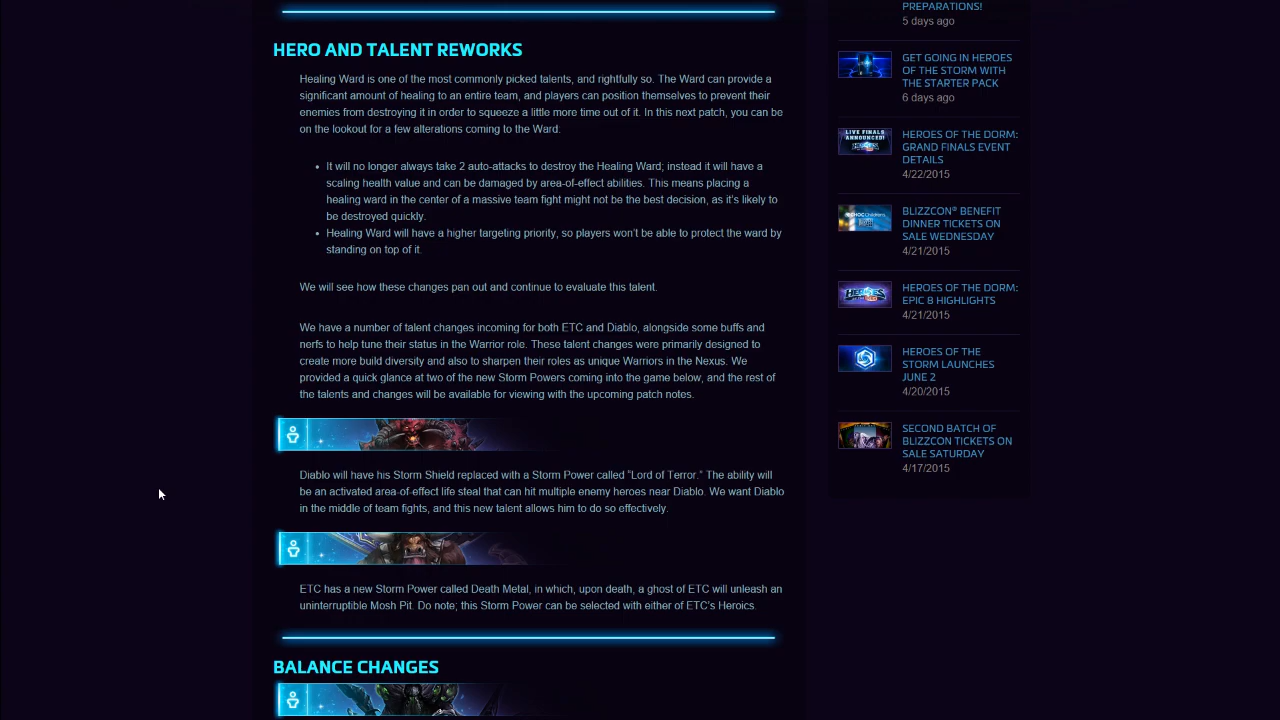 HERO AND TALENT REWORKS
Healing Ward is one of the most commonly picked talents, and rightfully so. The Ward can provide a
significant amount of healing to an entire team, and players can position themselves to prevent their
enemies from destroying it in order to squeeze a little more time out of it. In this next patch, you can be
on the lookout for a few alterations coming to the Ward.
It will no longer always take 2 auto-attacks to destroy the Healing Ward; instead it will have a
scaling health value and can be damaged by area-of-effect abilities. This means placing a
healing ward in the center of a massive team fight might not be the best decision, as it's likely to
be destroyed quickly.
Healing Ward will have a higher targeting priority, so players won't be able to protect the ward by
standing on top of it.
We will see how these changes pan out and continue to evaluate this talent.
We have a number of talent changes incoming for both ETC and Diablo, alongside some buffs and
nerfs to help tune their status in the Warrior role. These talent changes were primarily designed to
create more build diversity and also to sharpen their roles as unique Warriors in the Nexus. We
provided a quick glance at two of the new Storm Powers coming into the game below, and the rest of
the talents and changes will be available for viewing with the upcoming patch notes.
Diablo will have his Storm Shield replaced with a Storm Power called "Lord of Terror." The ability will
be an activated area-of-effect life steal that can hit multiple enemy heroes near Diablo. We want Diablo
in the middle of team fights, and this new talent allows him to do so effectively.
ETC has a new Storm Power called Death Metal, in which, upon death, a ghost of ETC will unleash an
uninterruptible Mosh Pit. Do note; this Storm Power can be selected with either of ETC's Heroics.
BALANCE CHANGES
PREPARATIONS!
5 days ago
GET GOING IN HEROES
OF THE STORM WITH
THE STARTER PACK
6 days ago
LIVE FINALS
ANNOUNCED!
HEROES OF THE DORM:
GRAND FINALS EVENT
DETAILS
4/22/2015
BLIZZCON® BENEFIT
DINNER TICKETS ON
SALE WEDNESDAY
4/21/2015
HEROES OF THE DORM:
EPIC 8 HIGHLIGHTS
4/21/2015
HEROES OF THE
STORM LAUNCHES
JUNE 2
4/20/2015
SECOND BATCH OF
BLIZZCON TICKETS ON
SALE SATURDAY
4/17/2015